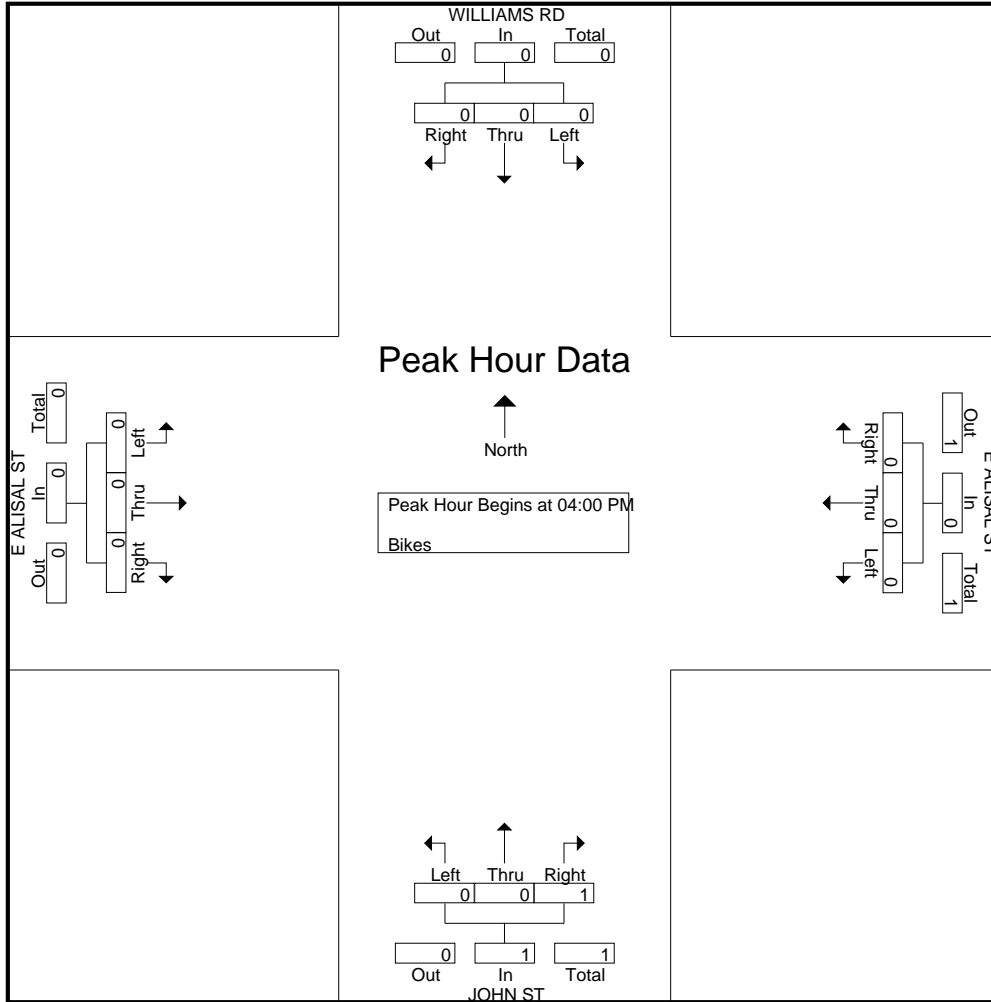 WILLIAMS RD
Out In Total
0 0 0
0 0 0
Right Thru Left
Peak Hour Data
North
Peak Hour Begins at 04:00 PM
Bikes
E ALISAL ST
Out In Total
0 0 0
Right Thru Left
0 0 0
E ALISAL ST
Out In Total
1 0 1
Right Thru Left
0 0 0
Left Thru Right
0 0 1
0 1 1
Out In Total
JOHN ST